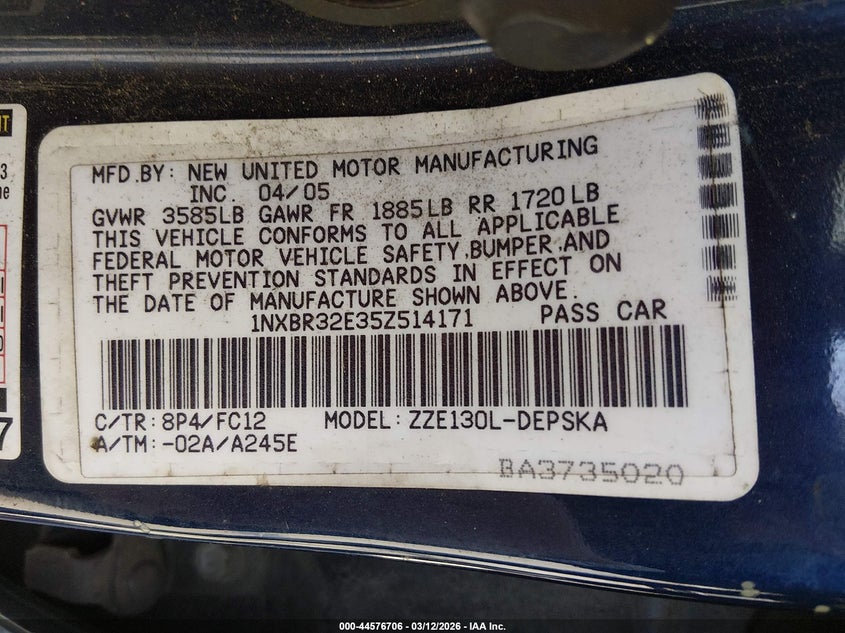 MFD.BY: NEW UNITED MOTOR MANUFACTURING
INC. 04/05
GVWR 3585LB GAWR FR 1885LB RR 1720LB
THIS VEHICLE CONFORMS TO ALL APPLICABLE
FEDERAL MOTOR VEHICLE SAFETY,BUMPER,AND
THEFT PREVENTION STANDARDS IN EFFECT ON
THE DATE OF MANUFACTURE SHOWN ABOVE.
1NXBR32E35Z514171 PASS CAR
C/TR:8P4/FC12 MODEL:ZZE130L-DEPSKA
A/TM:-02A/A245E
BA3735020
000-44576706 - 03/12/2026 - IAA Inc.